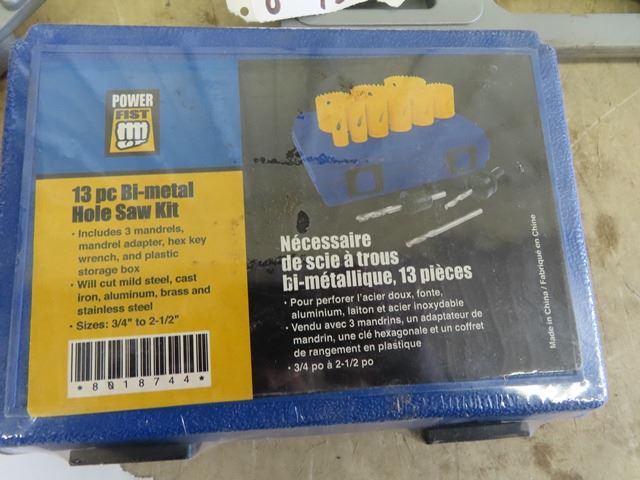 POWER
FIST
13 pc Bi-metal
Hole Saw Kit
• Includes 3 mandrels,
mandrel adapter, hex key
wrench, and plastic
storage box
• Will cut mild steel, cast
iron, aluminum, brass and
stainless steel
• Sizes: 3/4" to 2-1/2"
*8018744*
Nécessaire
de scie à trous
bi-métallique, 13 pièces
• Pour perforer l'acier doux, fonte,
aluminium, laiton et acier inoxydable
• Vendu avec 3 mandrins, un adaptateur de
mandrin, une clé hexagonale et un coffret
de rangement en plastique
• 3/4 po à 2-1/2 po
Made in China / Fabriqué en Chine